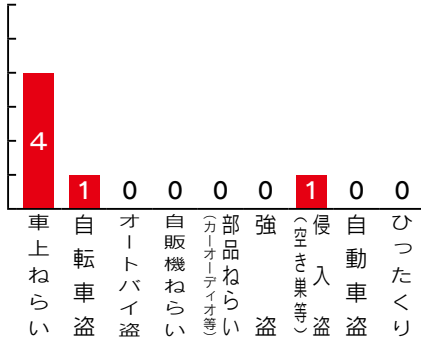 4
1
0
0
0
0
1
0
0
車上ねらい
自転車盗
オートバイ盗
自販機ねらい
部品ねらい
(カーオーディオ等)
強盗
侵入盗
(空き巣等)
自動車盗
ひったくり